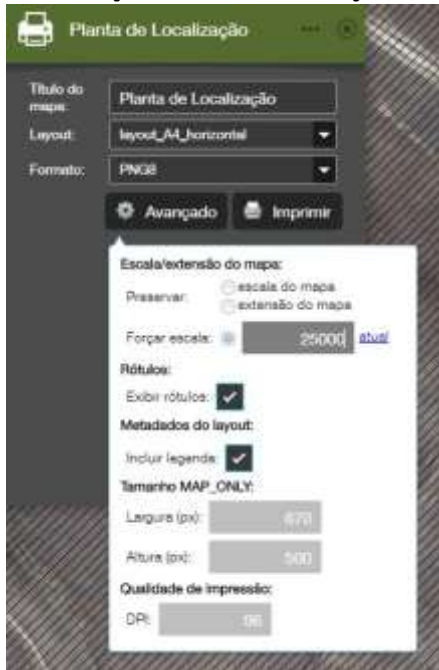 Planta de Localização
Título do mapa: Planta de Localização
Layout: layout_A4_horizontal
Formato: PNG8
Avançado Imprimir
Escala/extensão do mapa:
Preservar: escala do mapa
extensão do mapa
Forçar escala: 25000 atual
Rótulos:
Exibir rótulos:
Metadados do layout:
Incluir legenda:
Tamanho MAP_ONLY:
Largura (px): 670
Altura (px): 500
Qualidade de impressão:
DPI: 96